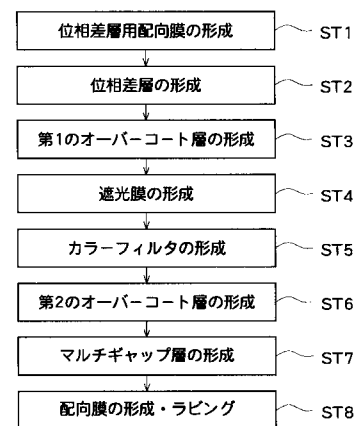 位相差層用配向膜の形成 ST1
位相差層の形成 ST2
第1のオーバーコート層の形成 ST3
遮光膜の形成 ST4
カラーフィルタの形成 ST5
第2のオーバーコート層の形成 ST6
マルチギャップ層の形成 ST7
配向膜の形成・ラビング ST8